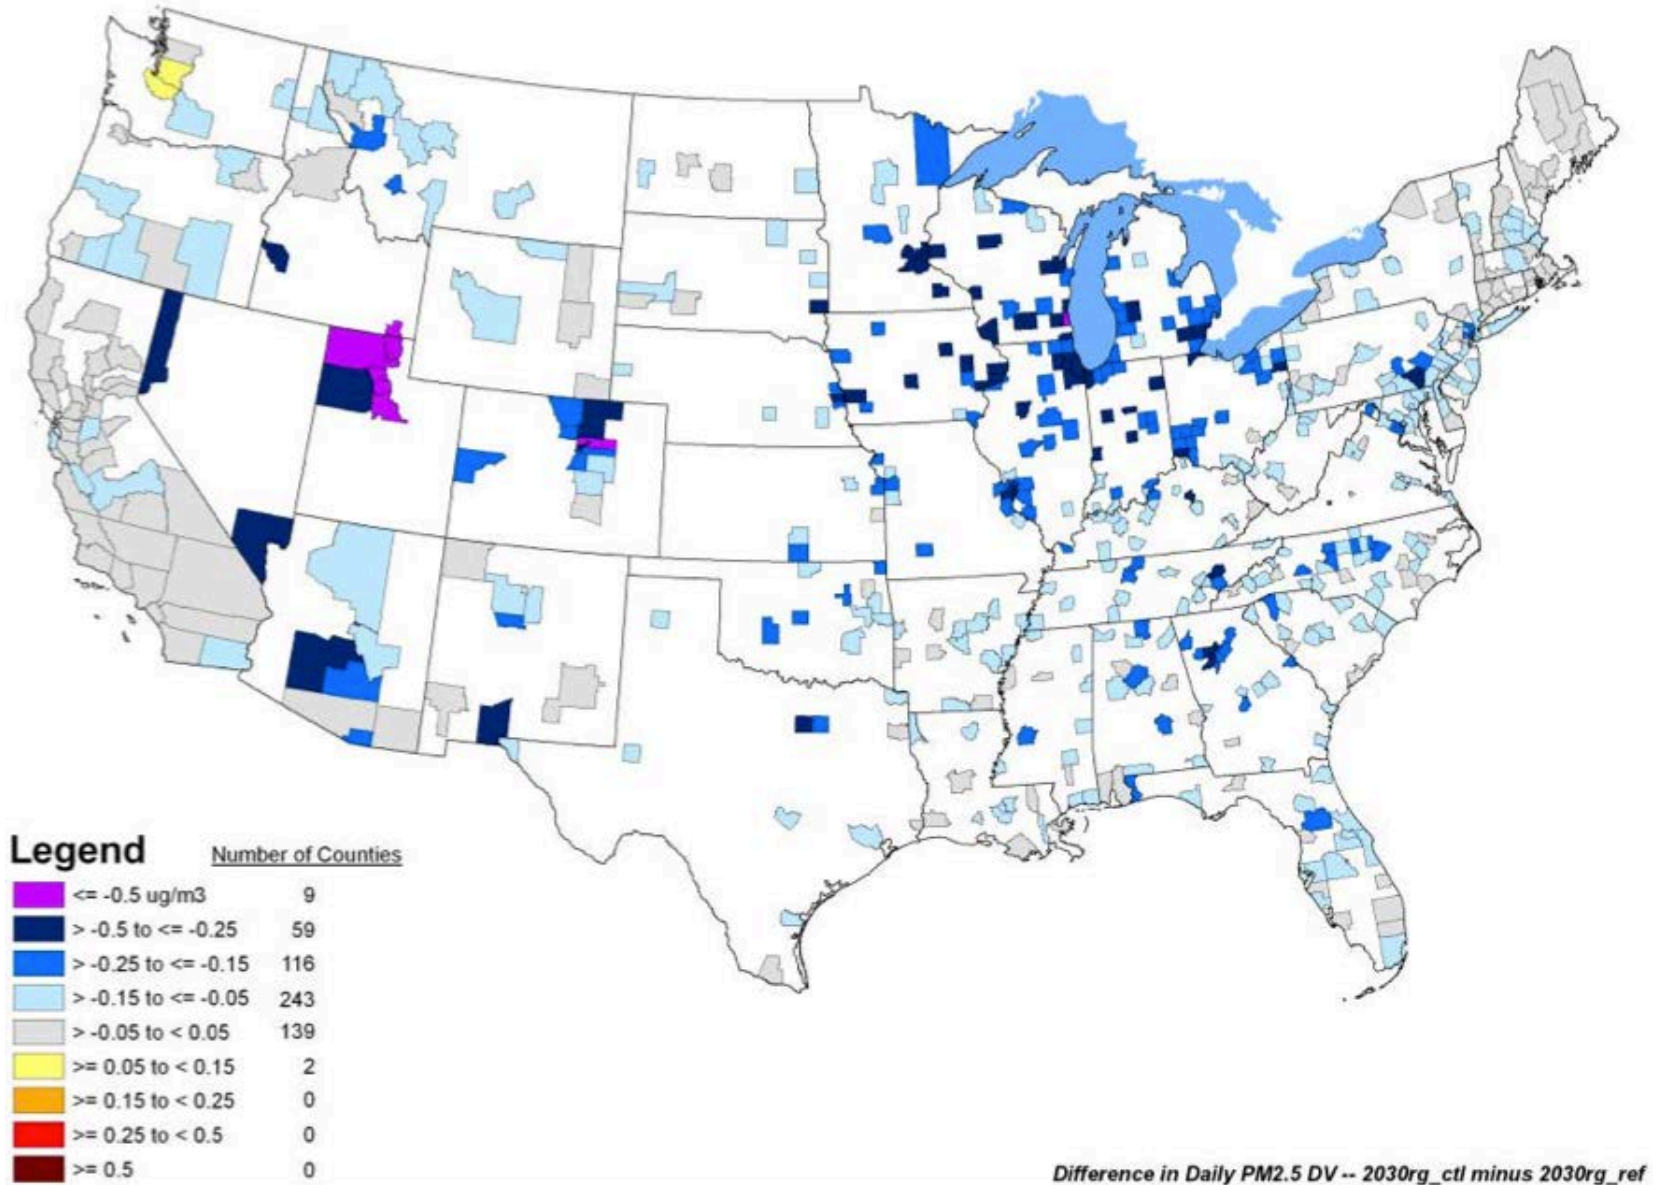 Legend Number of Counties
<= -0.5 ug/m3 9
> -0.5 to <= -0.25 59
> -0.25 to <= -0.15 116
> -0.15 to <= -0.05 243
> -0.05 to < 0.05 139
>= 0.05 to < 0.15 2
>= 0.15 to < 0.25 0
>= 0.25 to < 0.5 0
>= 0.5 0
Difference in Daily PM2.5 DV -- 2030rg_ctl minus 2030rg_ref